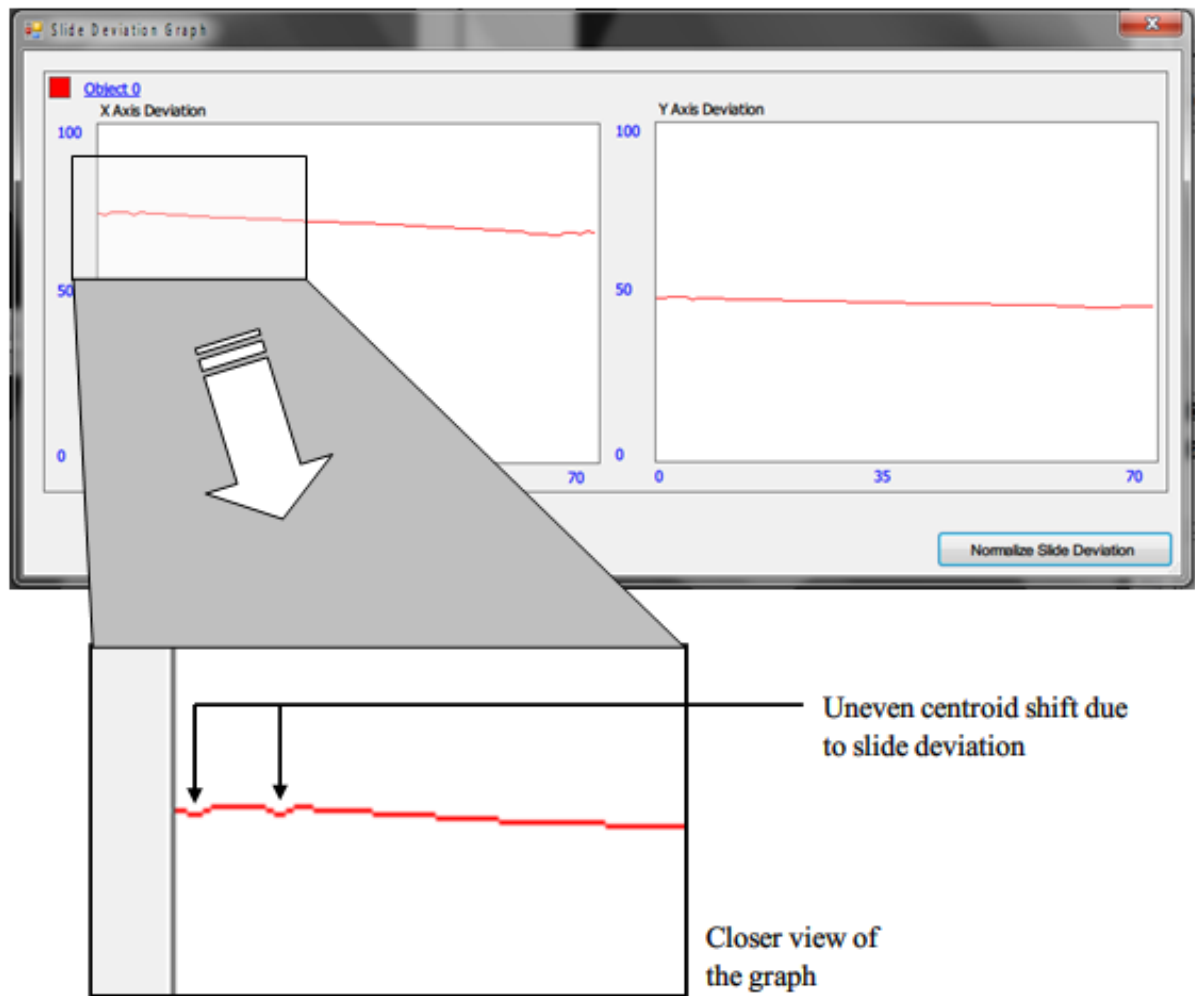 Slide Deviation Graph
x
Object 0
X Axis Deviation
100
50
0
70
Y Axis Deviation
100
50
0
0 35 70
Normalize Slide Deviation
Uneven centroid shift due
to slide deviation
Closer view of
the graph